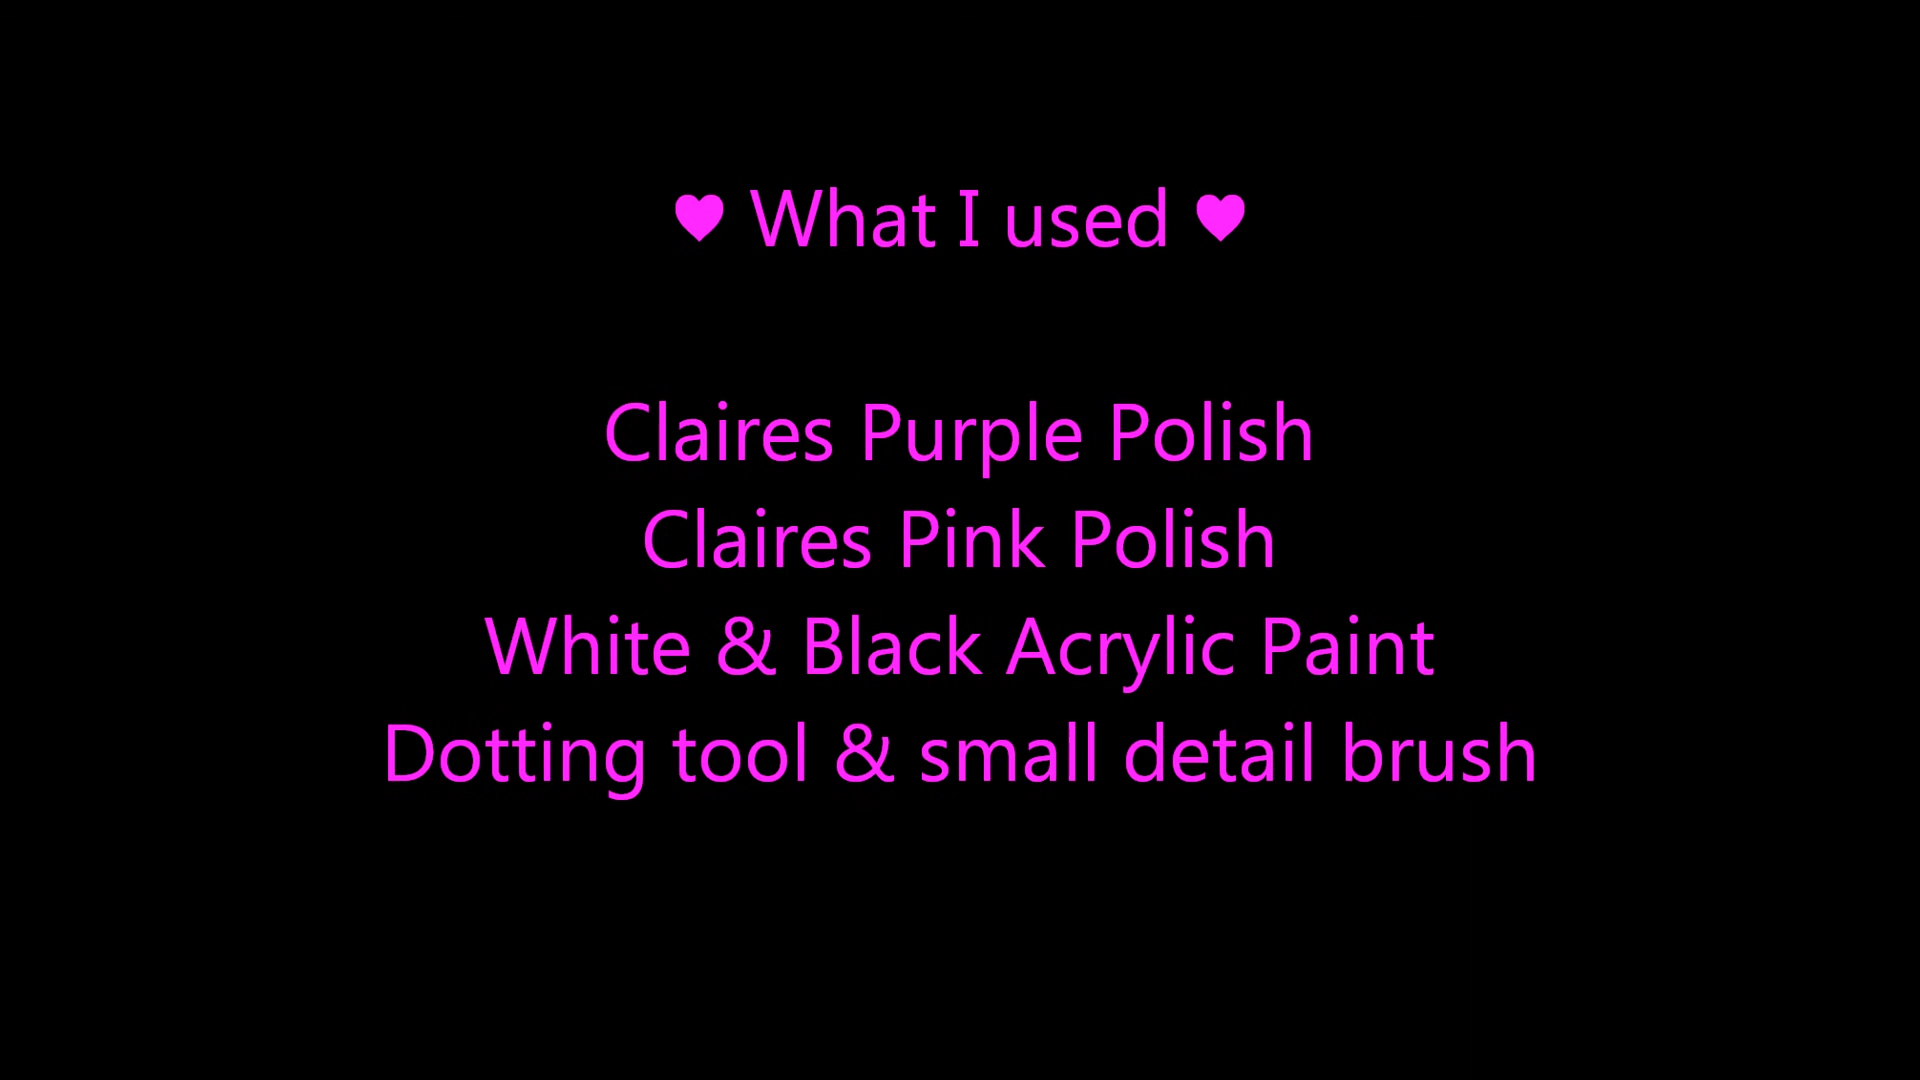 ♥ What I used ♥
Claires Purple Polish
Claires Pink Polish
White & Black Acrylic Paint
Dotting tool & small detail brush